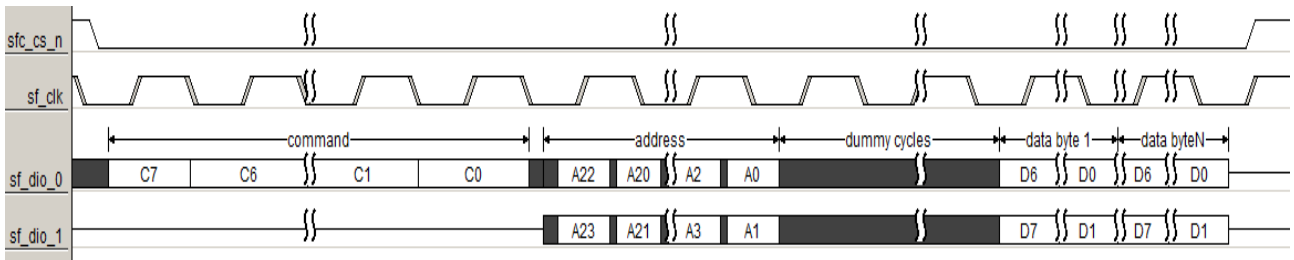 sfc_cs_n
sf_clk
command address dummy cycles data byte 1 data byteN
sf_dio_0 C7 C6 C1 C0 A22 A20 A2 A0 D6 D0 D6 D0
sf_dio_1 A23 A21 A3 A1 D7 D1 D7 D1